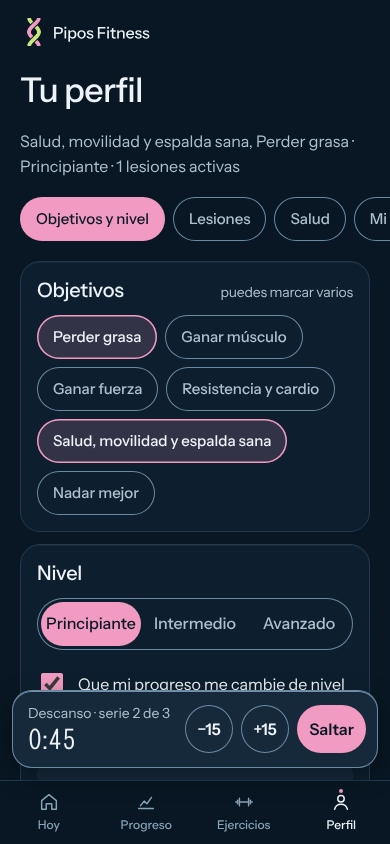 Pipos Fitness
Tu perfil
Salud, movilidad y espalda sana, Perder grasa ·
Principiante · 1 lesiones activas
Objetivos y nivel
Lesiones
Salud
Mi
Objetivos
puedes marcar varios
Perder grasa
Ganar músculo
Ganar fuerza
Resistencia y cardio
Salud, movilidad y espalda sana
Nadar mejor
Nivel
Principiante
Intermedio
Avanzado
Que mi progreso me cambie de nivel
Descanso · serie 2 de 3
0:45
−15
+15
Saltar
Hoy
Progreso
Ejercicios
Perfil